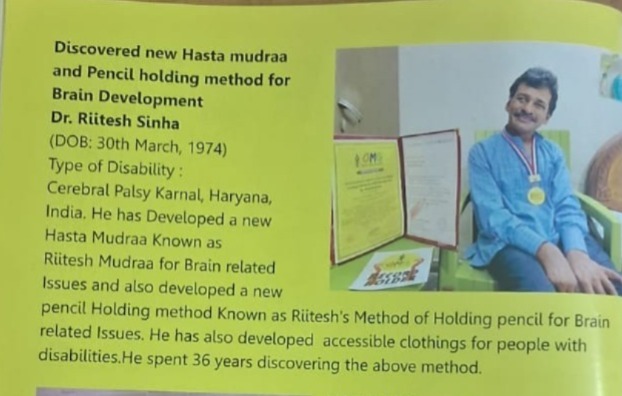 Discovered new Hasta mudraa
and Pencil holding method for
Brain Development
Dr. Riitesh Sinha
(DOB: 30th March, 1974)
Type of Disability :
Cerebral Palsy Karnal, Haryana,
India. He has Developed a new
Hasta Mudraa Known as
Riitesh Mudraa for Brain related
Issues and also developed a new
pencil Holding method Known as Riitesh's Method of Holding pencil for Brain
related Issues. He has also developed accessible clothings for people with
disabilities.He spent 36 years discovering the above method.
OMG
RECORD
HOLDER